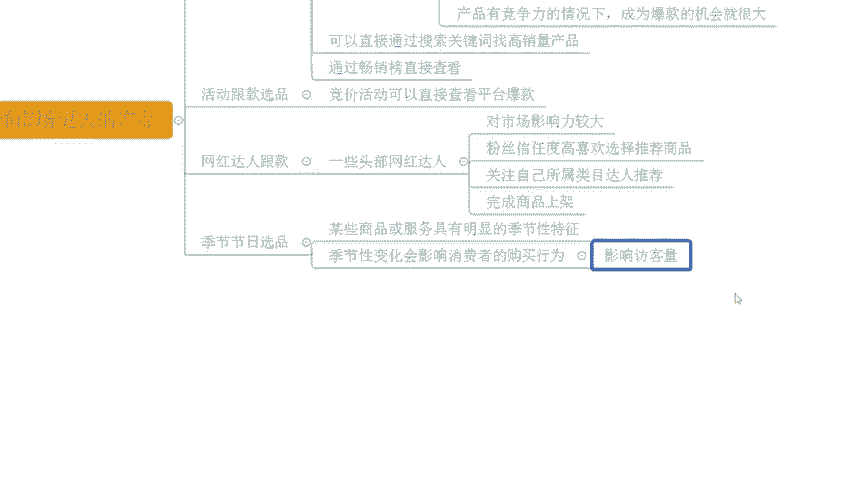 产品有竞争力的情况下，成为爆款的机会就很大
可以直接通过搜索关键词找高销量产品
通过畅销榜直接查看
活动跟款选品
竞价活动可以直接查看平台爆款
对市场影响力较大
网红达人跟款
一些头部网红达人
粉丝信任度高喜欢选择推荐商品
关注自己所属类目达人推荐
完成商品上架
季节节日选品
某些商品或服务具有明显的季节性特征
季节性变化会影响消费者的购买行为
影响访客量